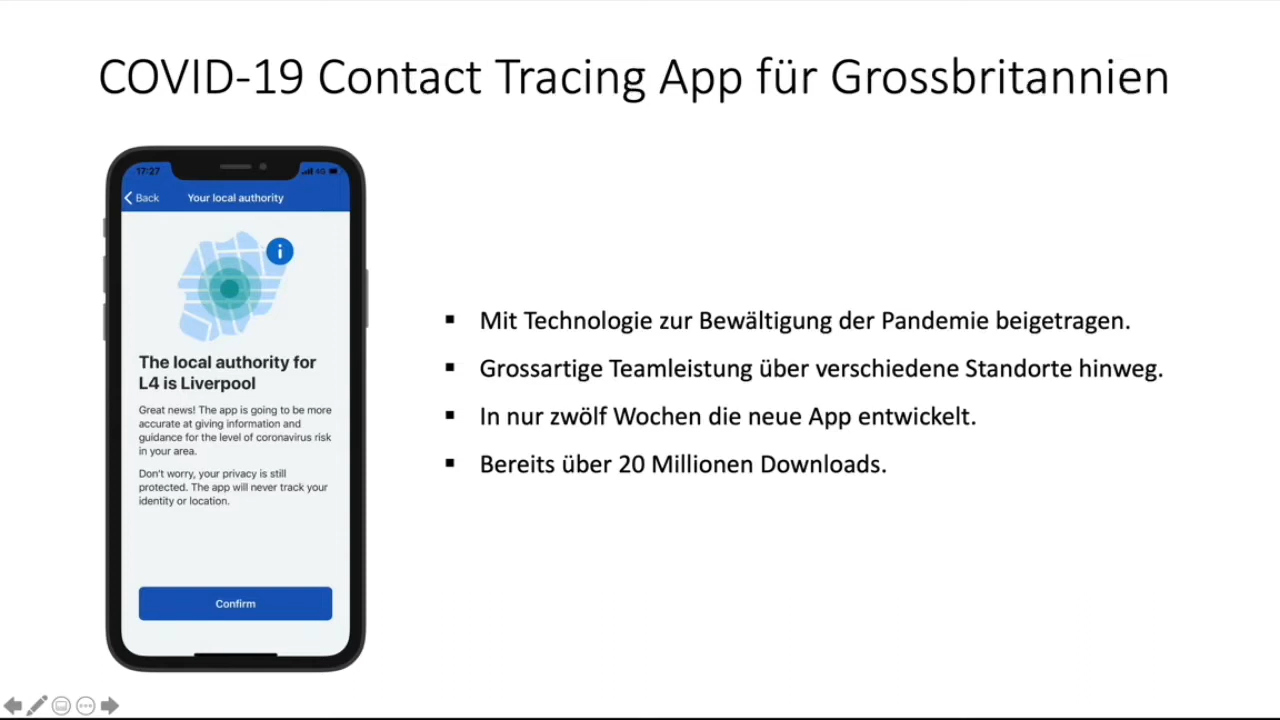 COVID-19 Contact Tracing App für Grossbritannien
17:27
4G
Back
Your local authority
i
The local authority for
L4 is Liverpool
Great news! The app is going to be more
accurate at giving information and
guidance for the level of coronavirus risk
in your area.
Don't worry, your privacy is still
protected. The app will never track your
identity or location.
Confirm
▪ Mit Technologie zur Bewältigung der Pandemie beigetragen.
▪ Grossartige Teamleistung über verschiedene Standorte hinweg.
▪ In nur zwölf Wochen die neue App entwickelt.
▪ Bereits über 20 Millionen Downloads.